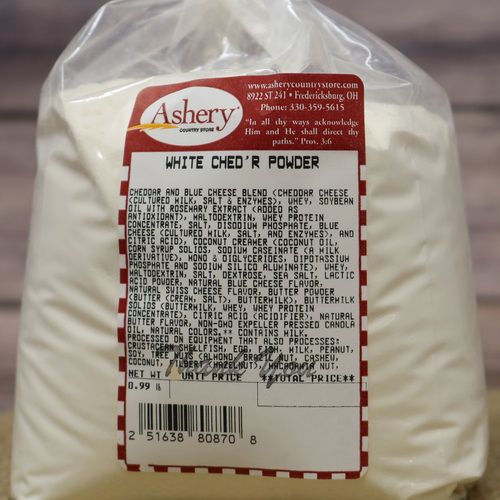 www.asherycountrystore.com
8922 ST 241 • Fredericksburg, OH
Phone: 330-359-5615
"In all thy ways acknowledge
Him and He shall direct thy
paths." Prov. 3:6
Ashery
COUNTRY STORE
WHITE CHED'R POWDER
CHEDDAR AND BLUE CHEESE BLEND (CHEDDAR CHEESE
(CULTURED MILK, SALT & ENZYMES), WHEY, SOYBEAN
OIL WITH ROSEMARY EXTRACT (ADDED AS
ANTIOXIDANT), MALTODEXTRIN, WHEY PROTEIN
CONCENTRATE, SALT, DISODIUM PHOSPHATE, BLUE
CHEESE (CULTURED MILK, SALT, AND ENZYMES), AND
CITRIC ACID), COCONUT CREAMER (COCONUT OIL,
CORN SYRUP SOLIDS, SODIUM CASEINATE (A MILK
DERIVATIVE), MONO & DIGLYCERIDES, DIPOTASSIUM
PHOSPHATE AND SODIUM SILICO ALUMINATE), WHEY,
MALTODEXTRIN, SALT, DEXTROSE, SEA SALT, LACTIC
ACID POWDER, NATURAL BLUE CHEESE FLAVOR,
NATURAL SWISS CHEESE FLAVOR, BUTTER POWDER
(BUTTER (CREAM, SALT), BUTTERMILK), BUTTERMILK
SOLIDS (BUTTERMILK, WHEY, WHEY PROTEIN
CONCENTRATE), CITRIC ACID (ACIDIFIER), NATURAL
BUTTER FLAVOR, NON-GMO EXPELLER PRESSED CANOLA
OIL, NATURAL COLORS.** CONTAINS MILK,
PROCESSED ON EQUIPMENT THAT ALSO PROCESSES:
CRUSTACEAN SHELLFISH, EGG, FISH, MILK, PEANUT,
SOY, TREE NUTS (ALMOND, BRAZIL NUT, CASHEW,
COCONUT, FILBERT (HAZELNUT), MACADAMIA NUT,
Thank You
NET WT UNIT PRICE **TOTAL PRICE**
0.99 lb
2 51638 80870 8